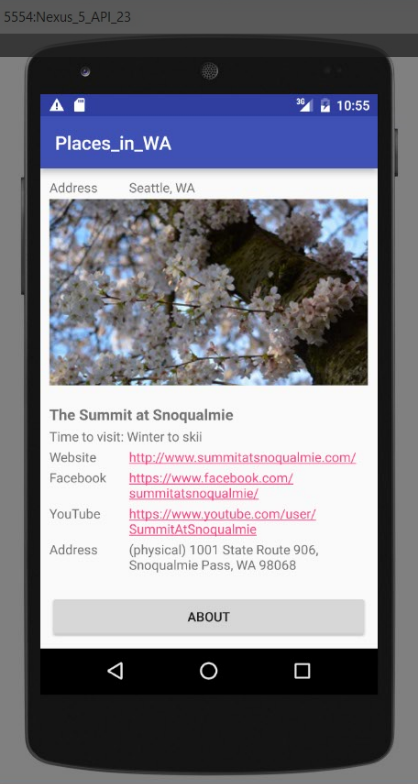 5554:Nexus_5_API_23
3G 10:55
Places_in_WA
Address Seattle, WA
The Summit at Snoqualmie
Time to visit: Winter to skii
Website http://www.summitatsnoqualmie.com/
Facebook https://www.facebook.com/
summitatsnoqualmie/
YouTube https://www.youtube.com/user/
SummitAtSnoqualmie
Address (physical) 1001 State Route 906,
Snoqualmie Pass, WA 98068
ABOUT